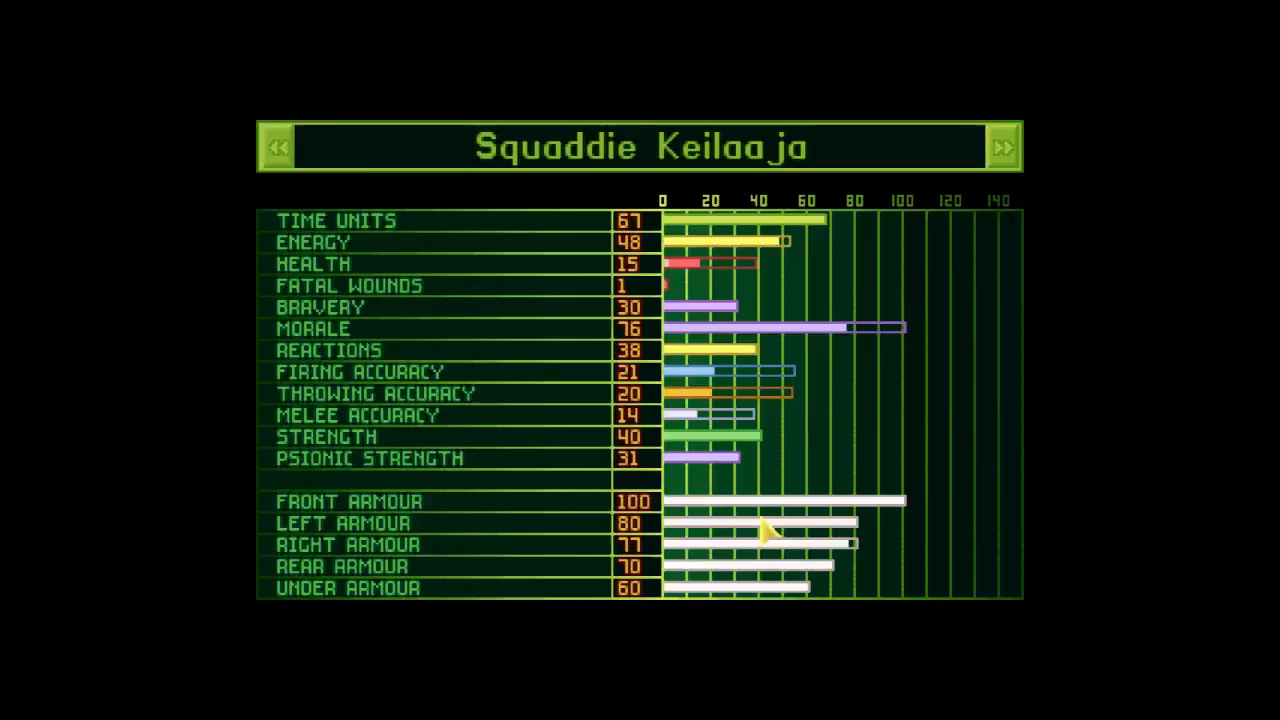 Squaddie Keilaaja
0 20 40 60 80 100 120 140
TIME UNITS 67
ENERGY 48
HEALTH 15
FATAL WOUNDS 1
BRAVERY 30
MORALE 76
REACTIONS 38
FIRING ACCURACY 21
THROWING ACCURACY 20
MELEE ACCURACY 14
STRENGTH 40
PSIONIC STRENGTH 31
FRONT ARMOUR 100
LEFT ARMOUR 80
RIGHT ARMOUR 77
REAR ARMOUR 70
UNDER ARMOUR 60